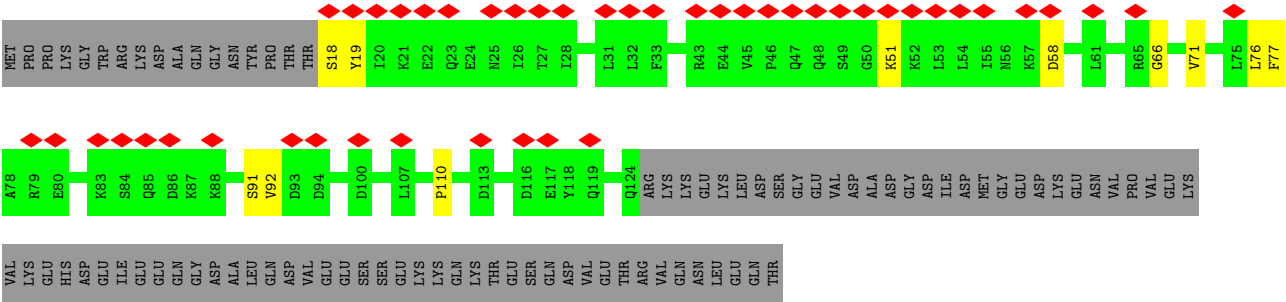 MET PRO PRO LYS GLY TRP ARG LYS ASP ALA GLN GLY ASN TYR PRO THR THR S18 Y19 I20 K21 E22 Q23 E24 N25 I26 T27 I28 L31 L32 F33 R43 E44 V45 P46 Q47 Q48 S49 G50 K51 K52 L53 L54 I55 N56 K57 D58 L61 R65 G66 V71 L75 L76 F77
A78 R79 E80 K83 S84 Q85 D86 K87 K88 S91 V92 D93 D94 D100 L107 P110 D113 D116 E117 Y118 Q119 Q124 ARG LYS LYS GLU LYS LEU ASP SER GLY GLU VAL ASP ALA ASP GLY ASP ILE ASP MET GLY GLU ASP LYS GLU ASN VAL PRO VAL GLU LYS
VAL LYS GLU HIS ASP GLU ILE GLU GLU GLN GLY ASP ALA LEU GLN ASP VAL GLU GLU SER SER GLU LYS LYS GLN LYS THR GLU SER GLN ASP VAL GLU THR ARG VAL GLN ASN LEU GLU GLN THR